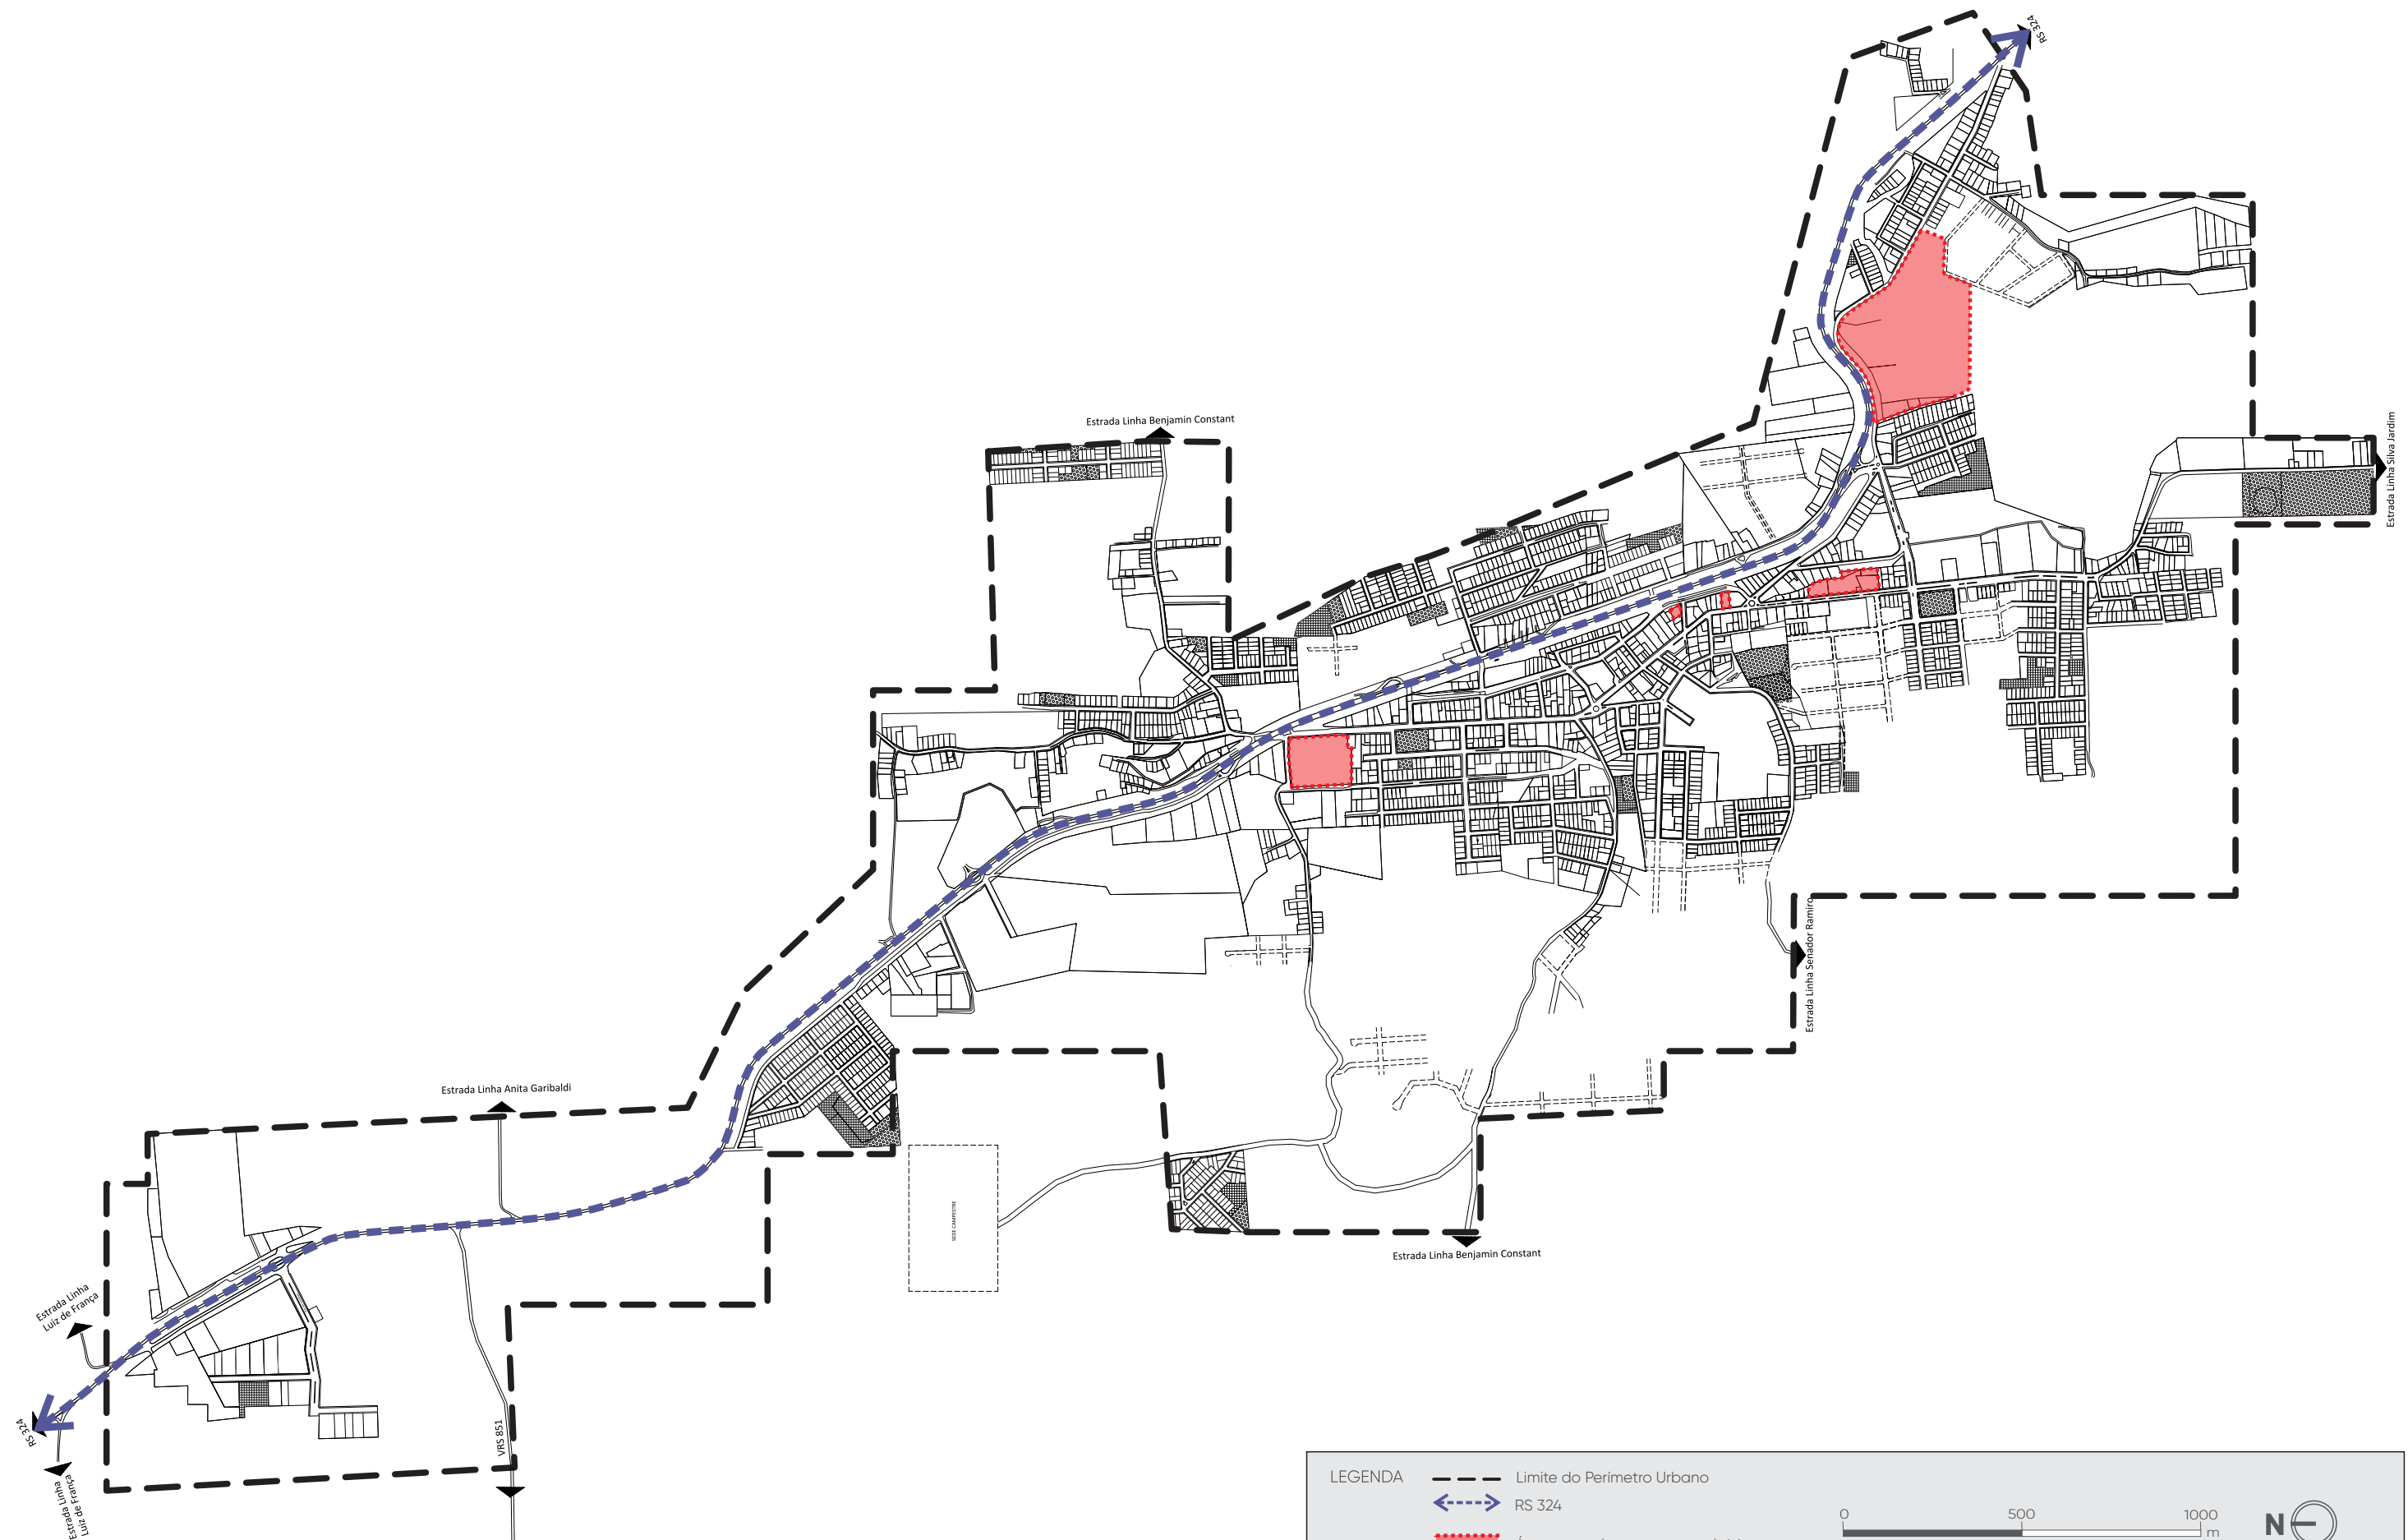 RS 324
Estrada Linha Benjamin Constant
Estrada Linha Silva Jardim
Estrada Linha Senador Ramiro
Estrada Linha Anita Garibaldi
SEDE CAMPESTRE
Estrada Linha Benjamin Constant
Estrada Linha
Luiz de França
RS 324
VRS 851
Estrada Linha
Luiz de França
LEGENDA
Limite do Perímetro Urbano
RS 324
0 500 1000
m
N